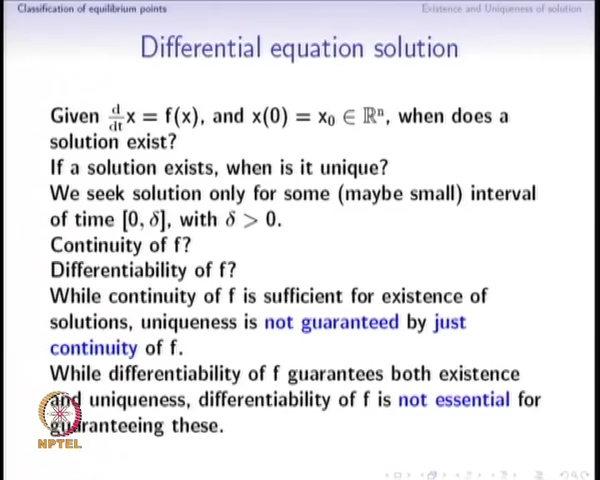 Classification of equilibrium points Existence and Uniqueness of solution
Differential equation solution
Given d/dt x = f(x), and x(0) = x₀ ∈ ℝⁿ, when does a
solution exist?
If a solution exists, when is it unique?
We seek solution only for some (maybe small) interval
of time [0, δ], with δ > 0.
Continuity of f?
Differentiability of f?
While continuity of f is sufficient for existence of
solutions, uniqueness is not guaranteed by just
continuity of f.
While differentiability of f guarantees both existence
and uniqueness, differentiability of f is not essential for
guaranteeing these.
NPTEL